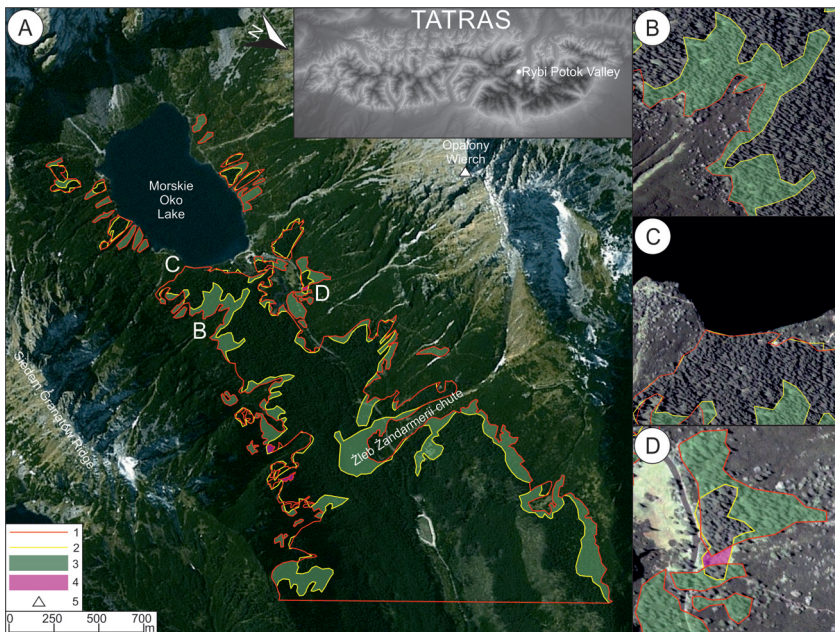 A
N
TATRAS
Rybi Potok Valley
Opalony
Wierch
Morskie
Oko
Lake
C
D
B
Siedem Granatów Ridge
Żleb Żandarmerii chute
1
2
3
4
5
0 250 500 700
m
B
C
D